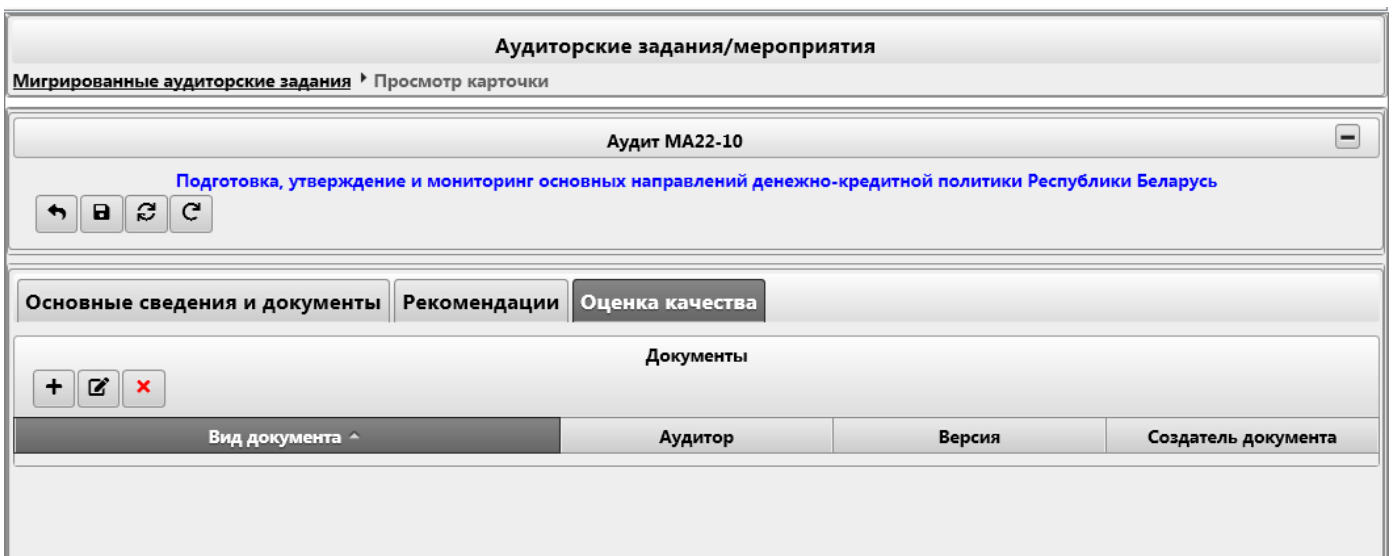 Аудиторские задания/мероприятия
Мигрированные аудиторские задания Просмотр карточки
Аудит МА22-10
Подготовка, утверждение и мониторинг основных направлений денежно-кредитной политики Республики Беларусь
Основные сведения и документы Рекомендации Оценка качества
Документы
Вид документа Аудитор Версия Создатель документа